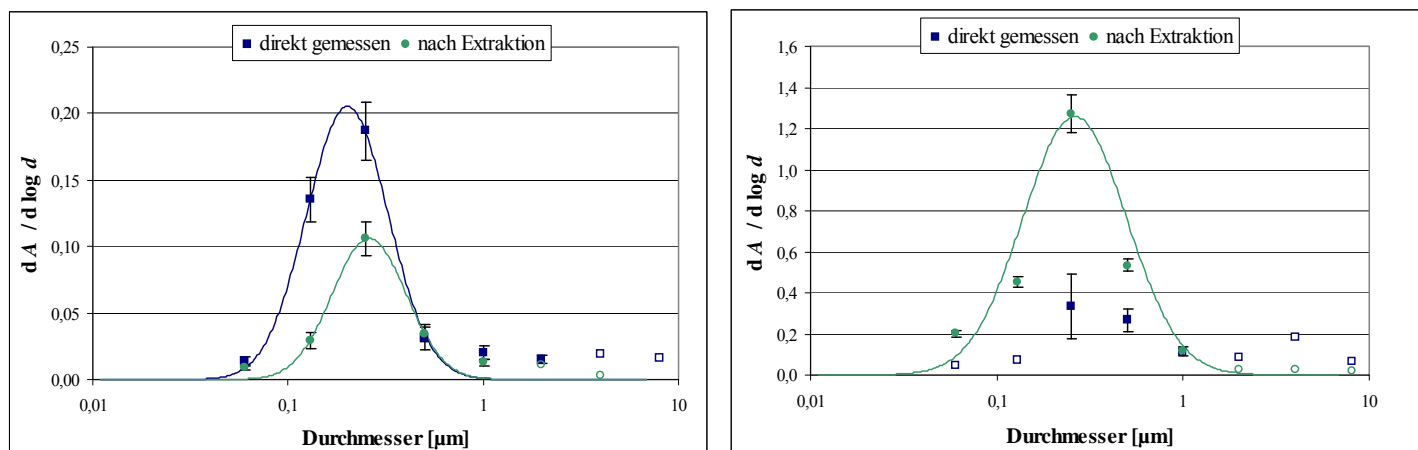 direkt gemessen nach Extraktion
0,25
0,20
0,15
0,10
0,05
0,00
d A / d log d
0,01 0,1 1 10
Durchmesser [µm]
direkt gemessen nach Extraktion
1,6
1,4
1,2
1,0
0,8
0,6
0,4
0,2
0,0
d A / d log d
0,01 0,1 1 10
Durchmesser [µm]